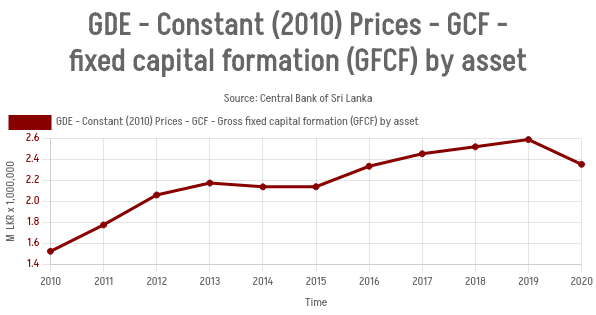 GDE - Constant (2010) Prices - GCF -
fixed capital formation (GFCF) by asset
Source: Central Bank of Sri Lanka
GDE - Constant (2010) Prices - GCF - Gross fixed capital formation (GFCF) by asset
M LKR x 1,000,000
2.6
2.4
2.2
2.0
1.8
1.6
1.4
2010 2011 2012 2013 2014 2015 2016 2017 2018 2019 2020
Time